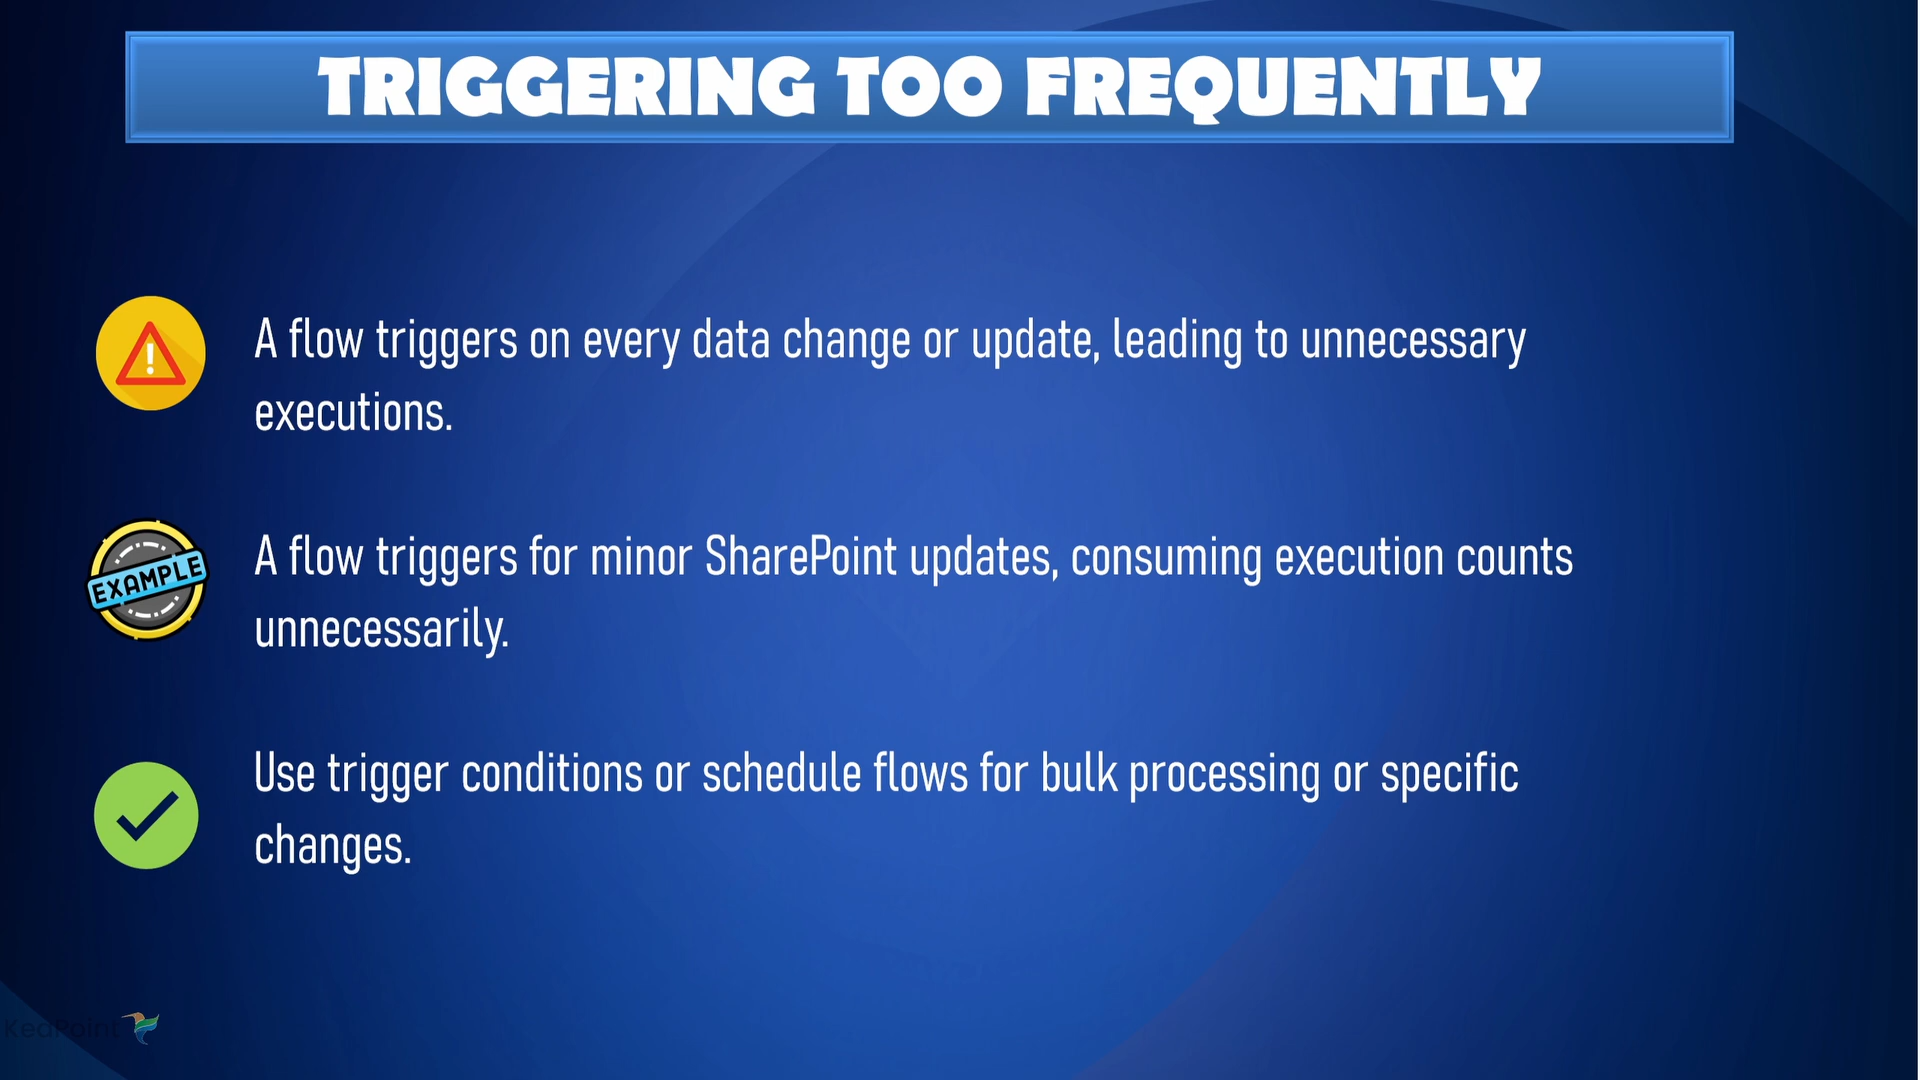 TRIGGERING TOO FREQUENTLY
A flow triggers on every data change or update, leading to unnecessary
executions.
EXAMPLE
A flow triggers for minor SharePoint updates, consuming execution counts
unnecessarily.
Use trigger conditions or schedule flows for bulk processing or specific
changes.
KedPoint